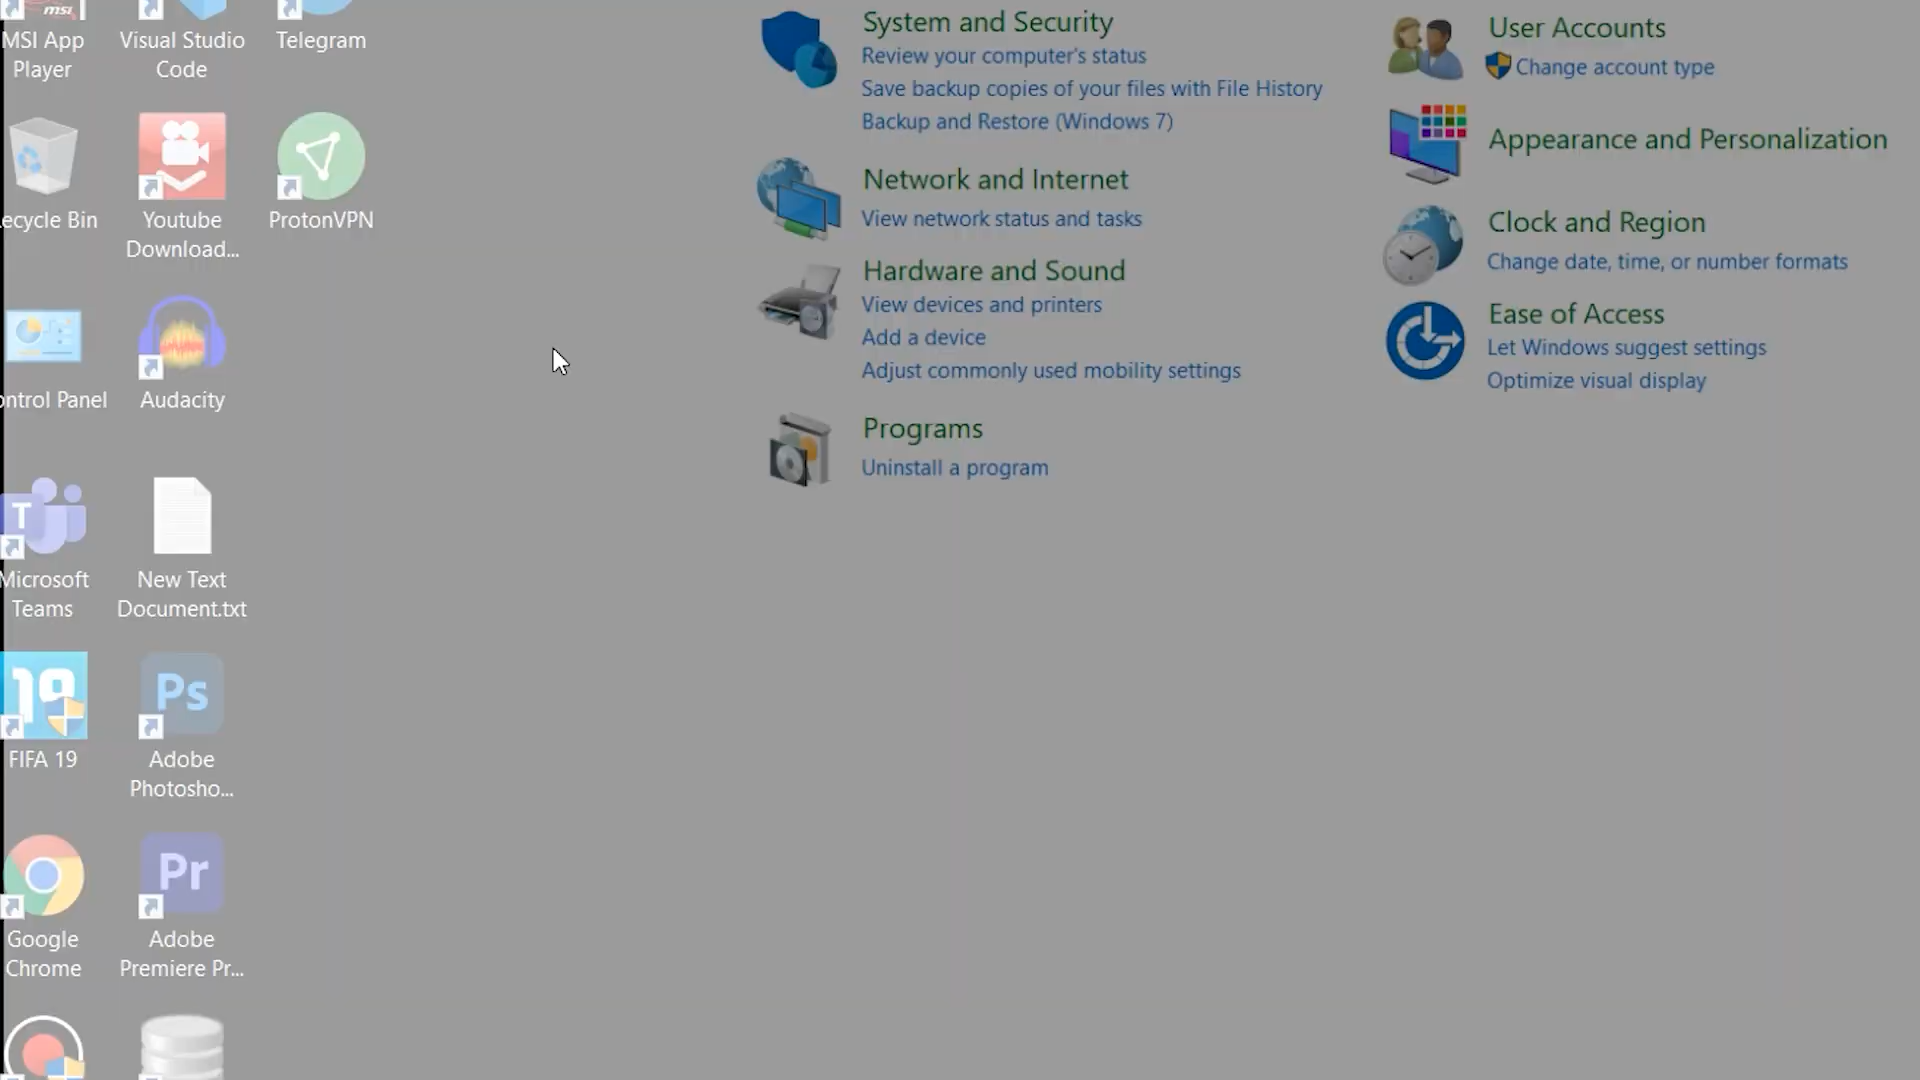 msi
MSI App
Player
Visual Studio
Code
Telegram
ecycle Bin
Youtube
Download...
ProtonVPN
ontrol Panel
Audacity
T
Microsoft
Teams
New Text
Document.txt
19
FIFA 19
Ps
Adobe
Photosho...
Google
Chrome
Pr
Adobe
Premiere Pr...
System and Security
Review your computer's status
Save backup copies of your files with File History
Backup and Restore (Windows 7)
Network and Internet
View network status and tasks
Hardware and Sound
View devices and printers
Add a device
Adjust commonly used mobility settings
Programs
Uninstall a program
User Accounts
Change account type
Appearance and Personalization
Clock and Region
Change date, time, or number formats
Ease of Access
Let Windows suggest settings
Optimize visual display